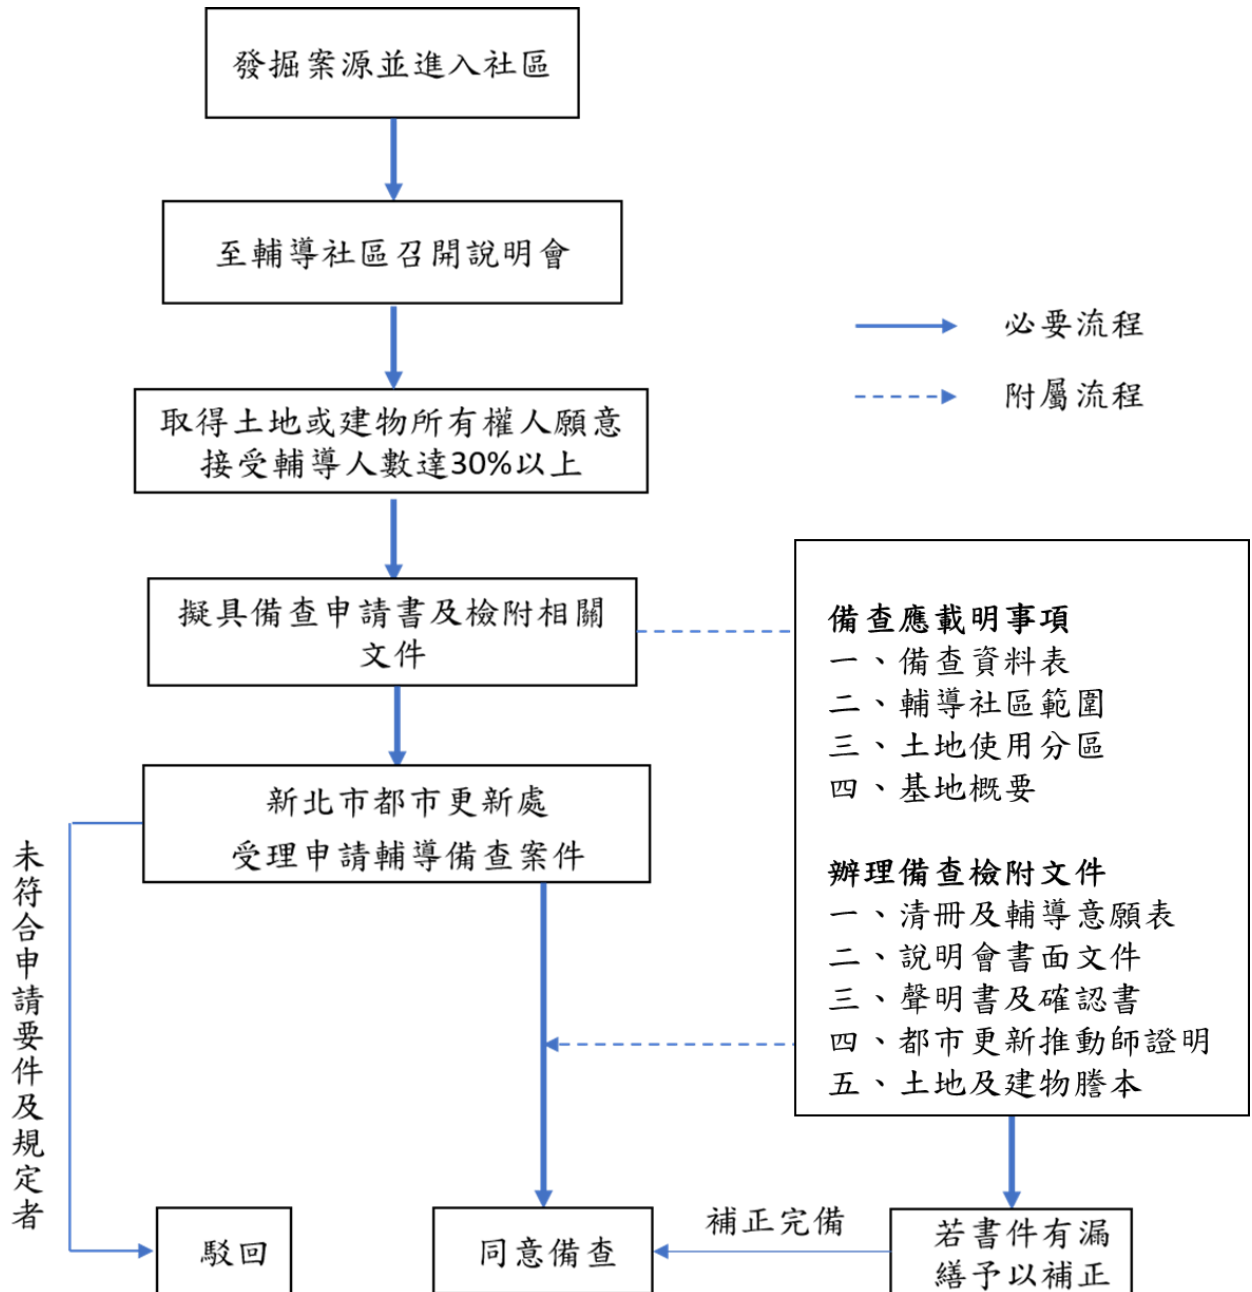 發掘案源並進入社區
至輔導社區召開說明會
必要流程
附屬流程
取得土地或建物所有權人願意
接受輔導人數達30%以上
擬具備查申請書及檢附相關
文件
備查應載明事項
一、備查資料表
二、輔導社區範圍
三、土地使用分區
四、基地概要
辦理備查檢附文件
一、清冊及輔導意願表
二、說明會書面文件
三、聲明書及確認書
四、都市更新推動師證明
五、土地及建物謄本
新北市都市更新處
受理申請輔導備查案件
未符合申請要件及規定者
駁回
同意備查
補正完備
若書件有漏
繕予以補正